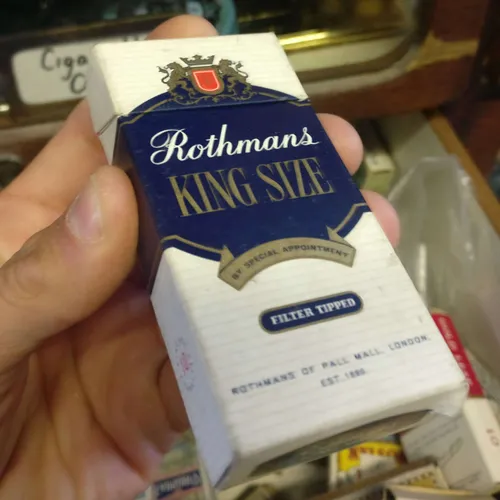 Rothmans
KING SIZE
BY SPECIAL APPOINTMENT
FILTER TIPPED
ROTHMANS OF PALL MALL, LONDON.
EST. 1890